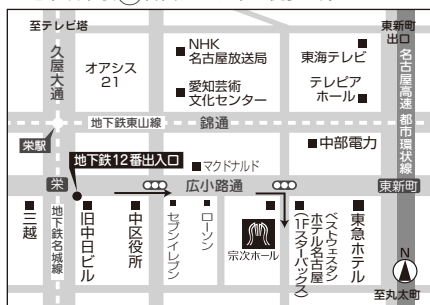 至テレビ塔
東新町
出口
久屋大通
オアシス
21
NHK
名古屋放送局
愛知芸術
文化センター
東海テレビ
テレピア
ホール
名古屋高速 都市環状線
地下鉄東山線
錦通
栄駅
地下鉄12番出入口
中部電力
マクドナルド
栄
広小路通
東新町
三越
地下鉄名城線
旧中日ビル
中区役所
セブンイレブン
ローソン
宗次ホール
ベストウェスタン
ホテル名古屋
(1Fスターバックス)
東急ホテル
N
至丸太町